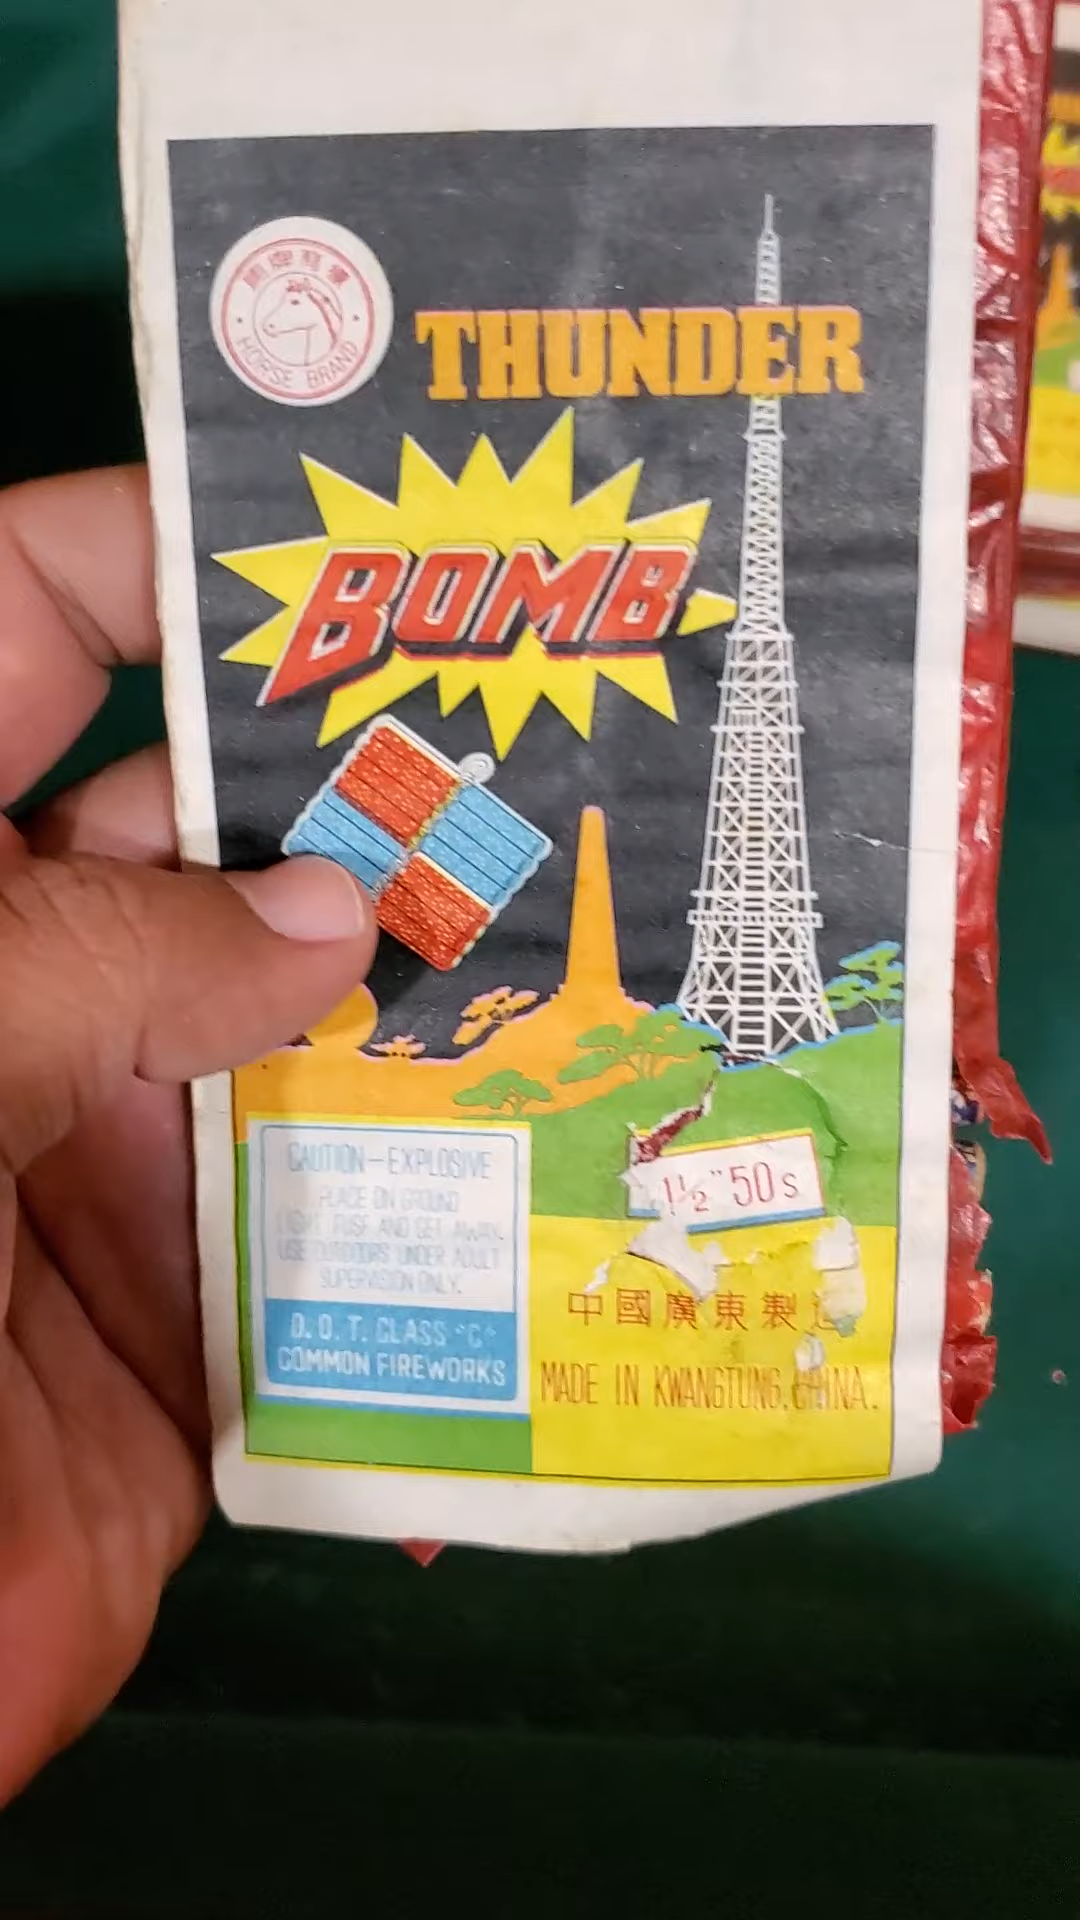 HORSE BRAND
THUNDER
BOMB
CAUTION–EXPLOSIVE
PLACE ON GROUND
LIGHT FUSE AND GET AWAY.
USE OUTDOORS UNDER ADULT
SUPERVISION ONLY.
D.O.T. CLASS "C"
COMMON FIREWORKS
1½" 50s
中國廣東製造
MADE IN KWANGTUNG, CHINA.